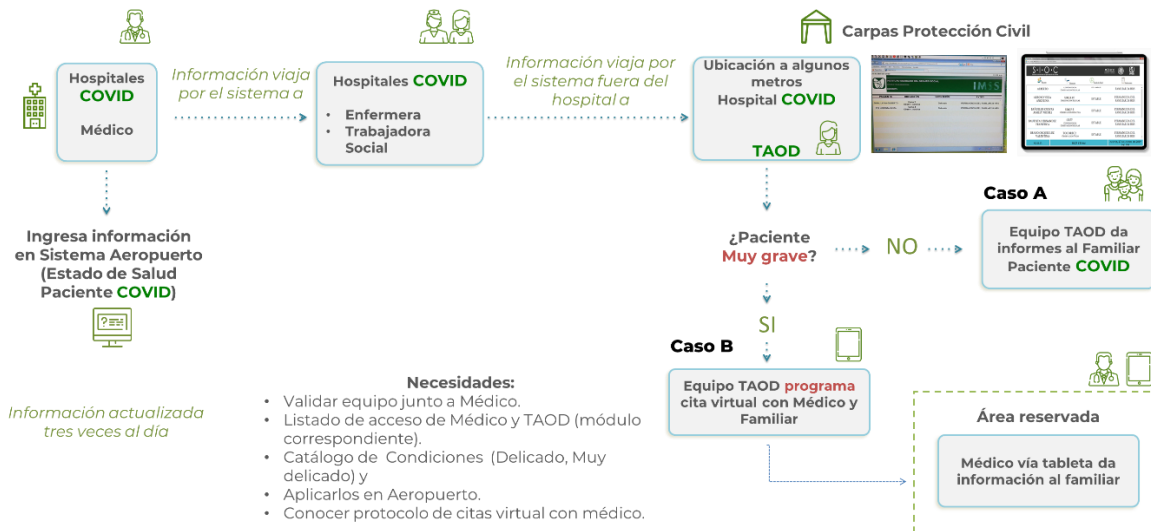 Carpas Protección Civil
Hospitales
COVID
Médico
Información viaja
por el sistema a
Hospitales COVID
• Enfermera
• Trabajadora
Social
Información viaja por
el sistema fuera del
hospital a
Ubicación a algunos
metros
Hospital COVID
TAOD
IMSS
S·I·O·C
Ingresa información
en Sistema Aeropuerto
(Estado de Salud
Paciente COVID)
?
¿Paciente
Muy grave?
NO
Caso A
Equipo TAOD da
informes al Familiar
Paciente COVID
SI
Caso B
Equipo TAOD programa
cita virtual con Médico y
Familiar
Información actualizada
tres veces al día
Necesidades:
• Validar equipo junto a Médico.
• Listado de acceso de Médico y TAOD (módulo
correspondiente).
• Catálogo de Condiciones (Delicado, Muy
delicado) y
• Aplicarlos en Aeropuerto.
• Conocer protocolo de citas virtual con médico.
Área reservada
Médico vía tableta da
información al familiar